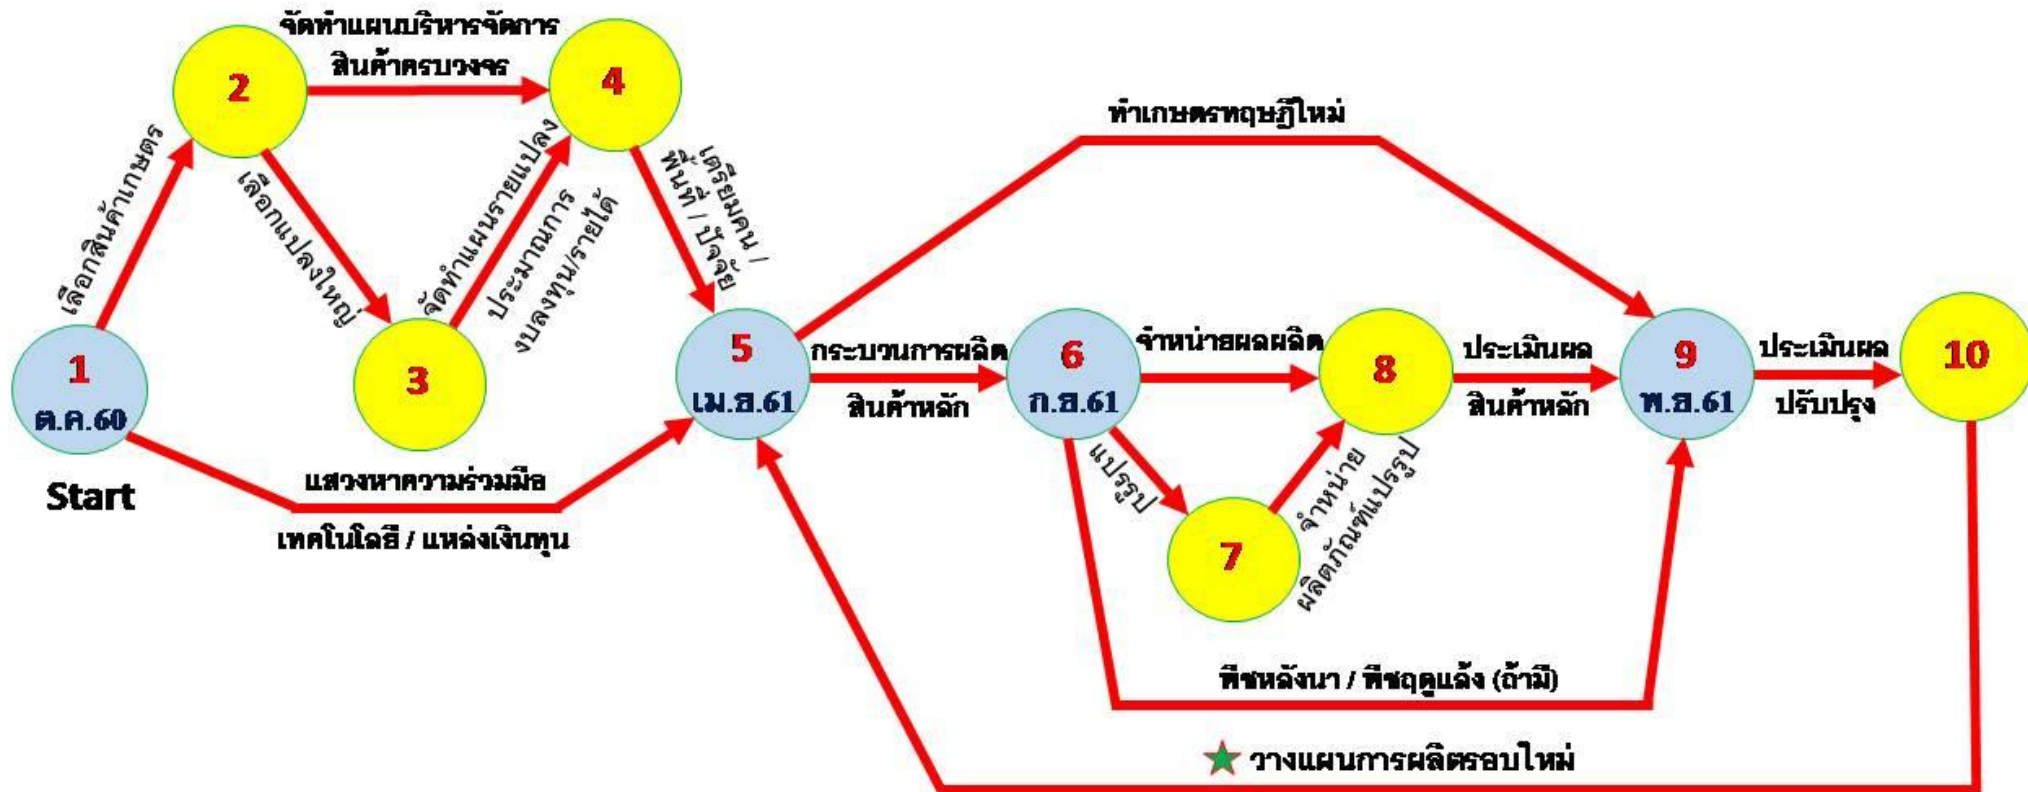 จัดทำแผนบริหารจัดการ
สินค้าครบวงจร
2
4
เลือกสินค้าเกษตร
เลือกแปลงใหญ่
จัดทำแผนรายแปลง
ประมาณการ
งบลงทุน/รายได้
เตรียมคน /
พื้นที่ / ปัจจัย
ทำเกษตรทฤษฎีใหม่
1
ต.ค.60
Start
3
แสวงหาความร่วมมือ
เทคโนโลยี / แหล่งเงินทุน
5
เม.ย.61
กระบวนการผลิต
สินค้าหลัก
6
ก.ย.61
จำหน่ายผลผลิต
8
ประเมินผล
สินค้าหลัก
9
พ.ย.61
ประเมินผล
ปรับปรุง
10
แปรรูป
7
จำหน่าย
ผลิตภัณฑ์แปรรูป
พืชหลังนา / พืชฤดูแล้ง (ถ้ามี)
วางแผนการผลิตรอบใหม่